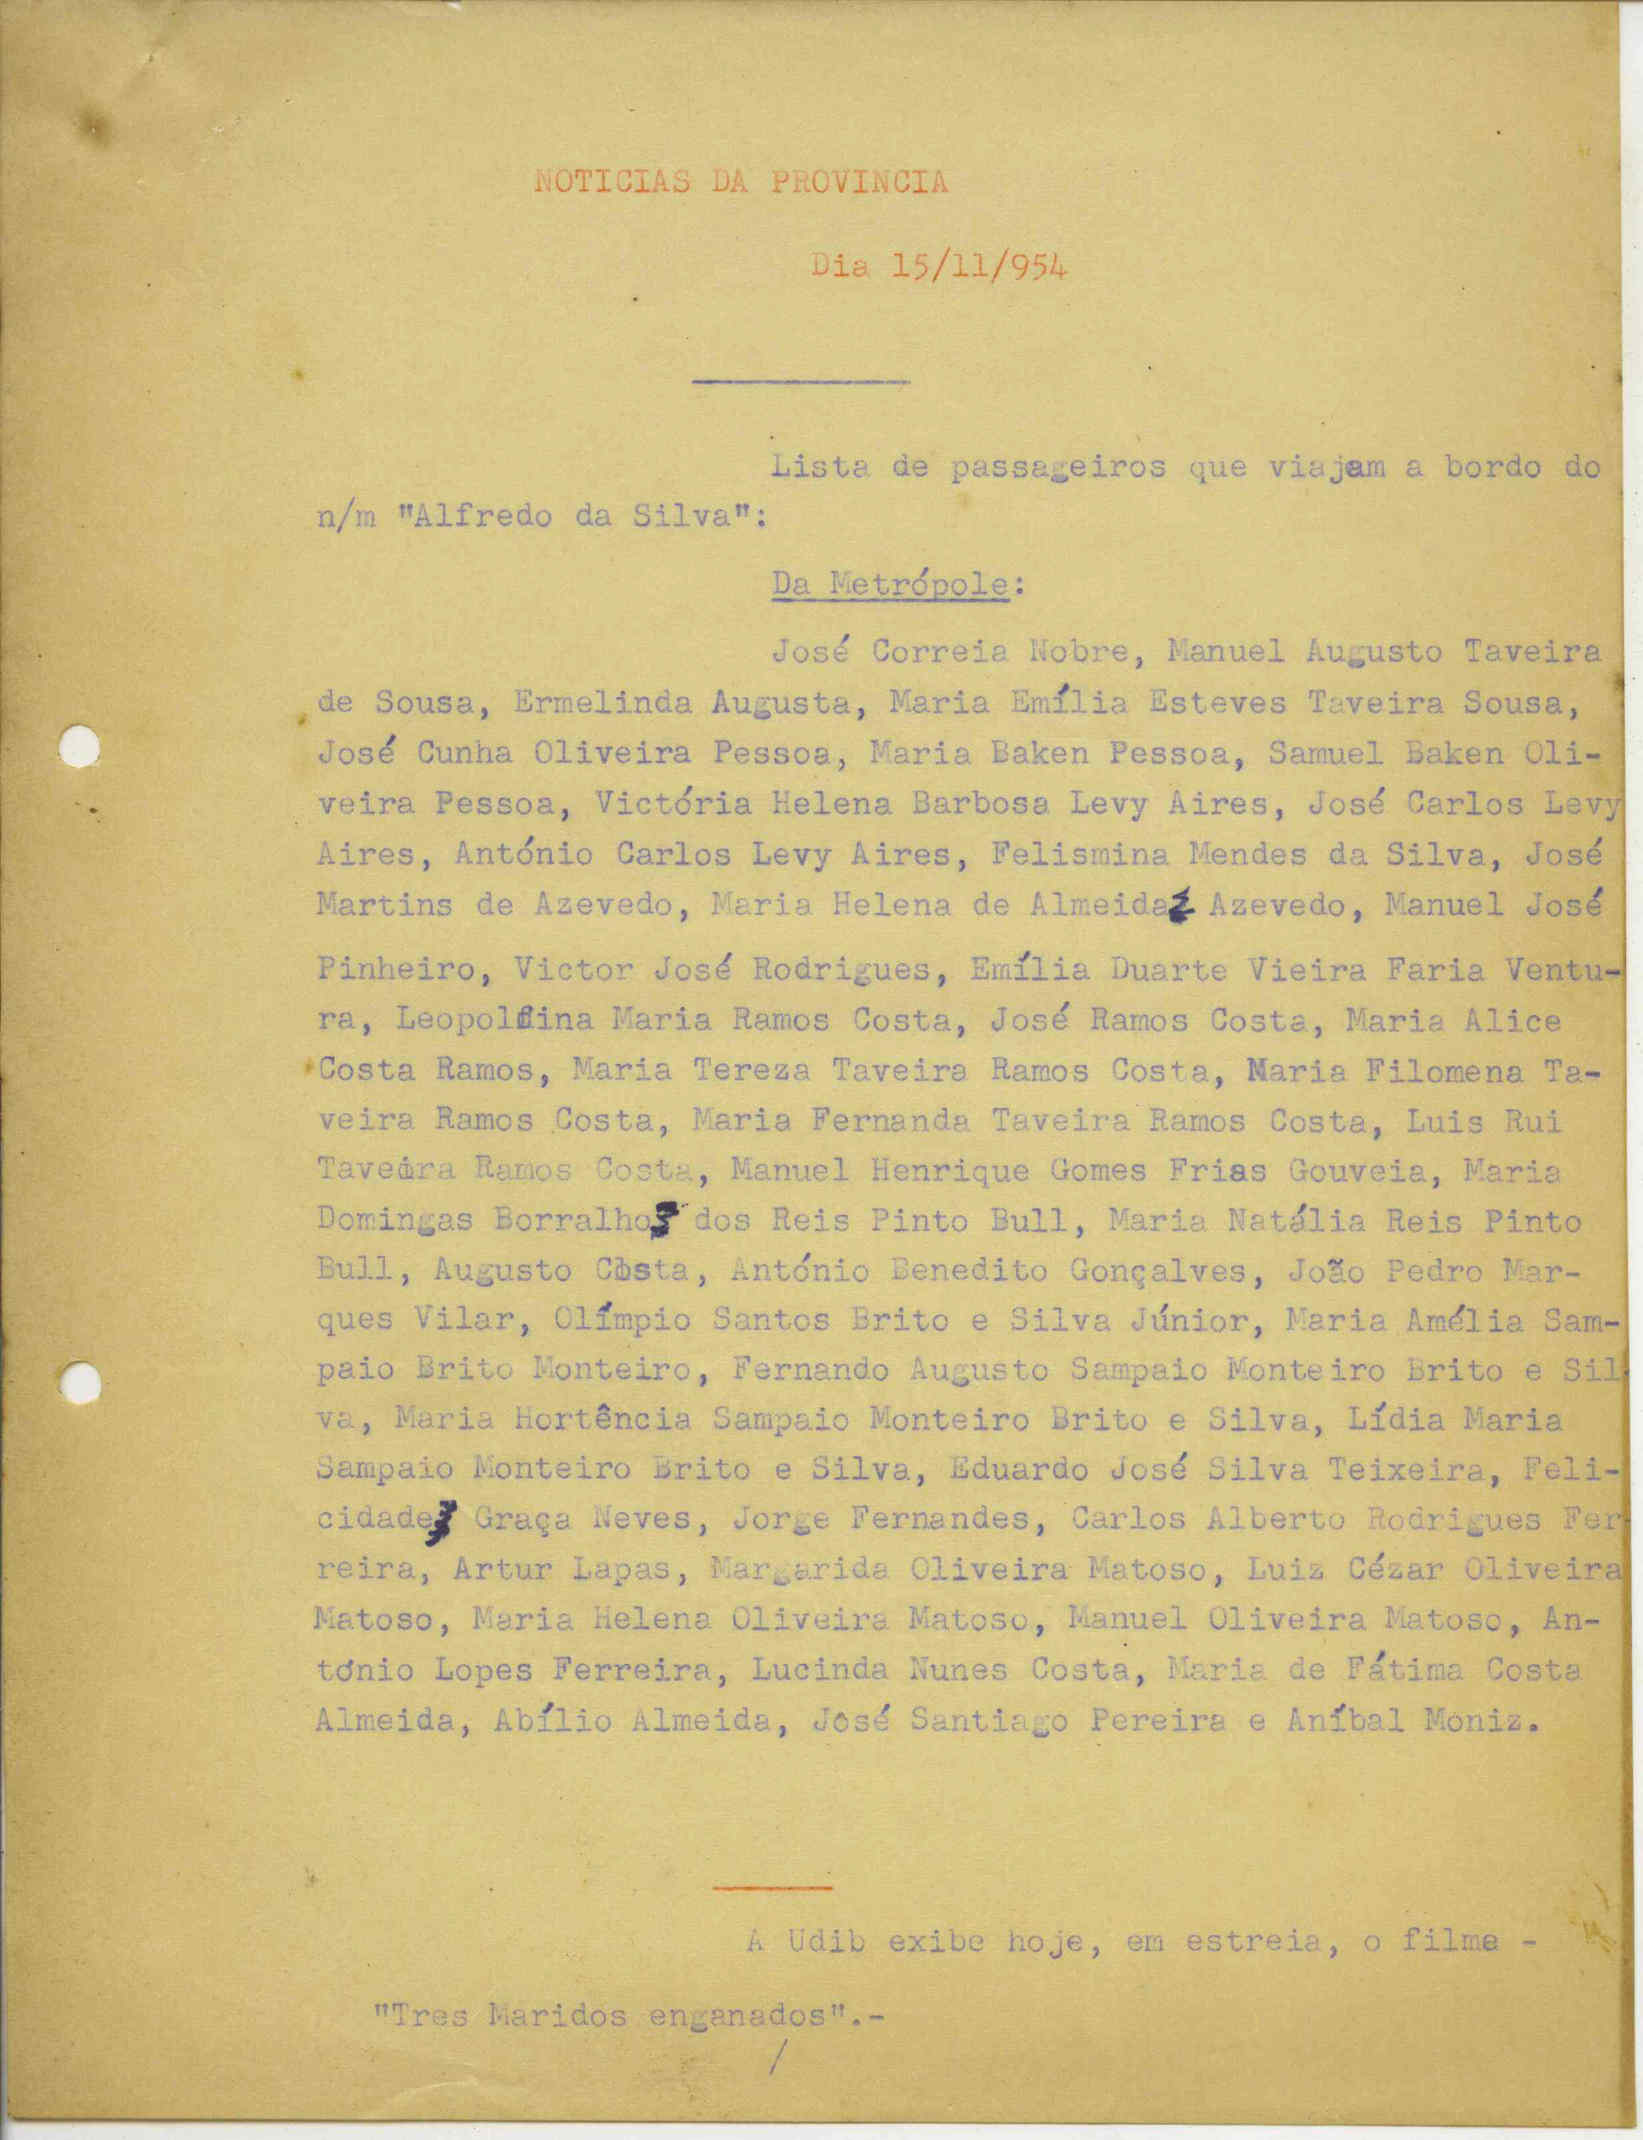 NOTICIAS DA PROVINCIA
Dia 15/11/954
Lista de passageiros que viajam a bordo do
n/m "Alfredo da Silva":
Da Metrópole:
José Correia Nobre, Manuel Augusto Taveira
de Sousa, Ermelinda Augusta, Maria Emília Esteves Taveira Sousa,
José Cunha Oliveira Pessoa, Maria Baken Pessoa, Samuel Baken Oli-
veira Pessoa, Victória Helena Barbosa Levy Aires, José Carlos Levy
Aires, António Carlos Levy Aires, Felismina Mendes da Silva, José
Martins de Azevedo, Maria Helena de Almeida Azevedo, Manuel José
Pinheiro, Victor José Rodrigues, Emília Duarte Vieira Faria Ventu-
ra, Leopoldina Maria Ramos Costa, José Ramos Costa, Maria Alice
Costa Ramos, Maria Tereza Taveira Ramos Costa, Maria Filomena Ta-
veira Ramos Costa, Maria Fernanda Taveira Ramos Costa, Luis Rui
Taveira Ramos Costa, Manuel Henrique Gomes Frias Gouveia, Maria
Domingas Borralho dos Reis Pinto Bull, Maria Natália Reis Pinto
Bull, Augusto Costa, António Benedito Gonçalves, João Pedro Mar-
ques Vilar, Olímpio Santos Brito e Silva Júnior, Maria Amélia Sam-
paio Brito Monteiro, Fernando Augusto Sampaio Monteiro Brito e Sil-
va, Maria Hortência Sampaio Monteiro Brito e Silva, Lídia Maria
Sampaio Monteiro Brito e Silva, Eduardo José Silva Teixeira, Feli-
cidade Graça Neves, Jorge Fernandes, Carlos Alberto Rodrigues Fer-
reira, Artur Lapas, Margarida Oliveira Matoso, Luiz Cézar Oliveira
Matoso, Maria Helena Oliveira Matoso, Manuel Oliveira Matoso, An-
tónio Lopes Ferreira, Lucinda Nunes Costa, Maria de Fátima Costa
Almeida, Abílio Almeida, José Santiago Pereira e Aníbal Moniz.
A Udib exibe hoje, em estreia, o filme -
"Tres Maridos enganados".-
/